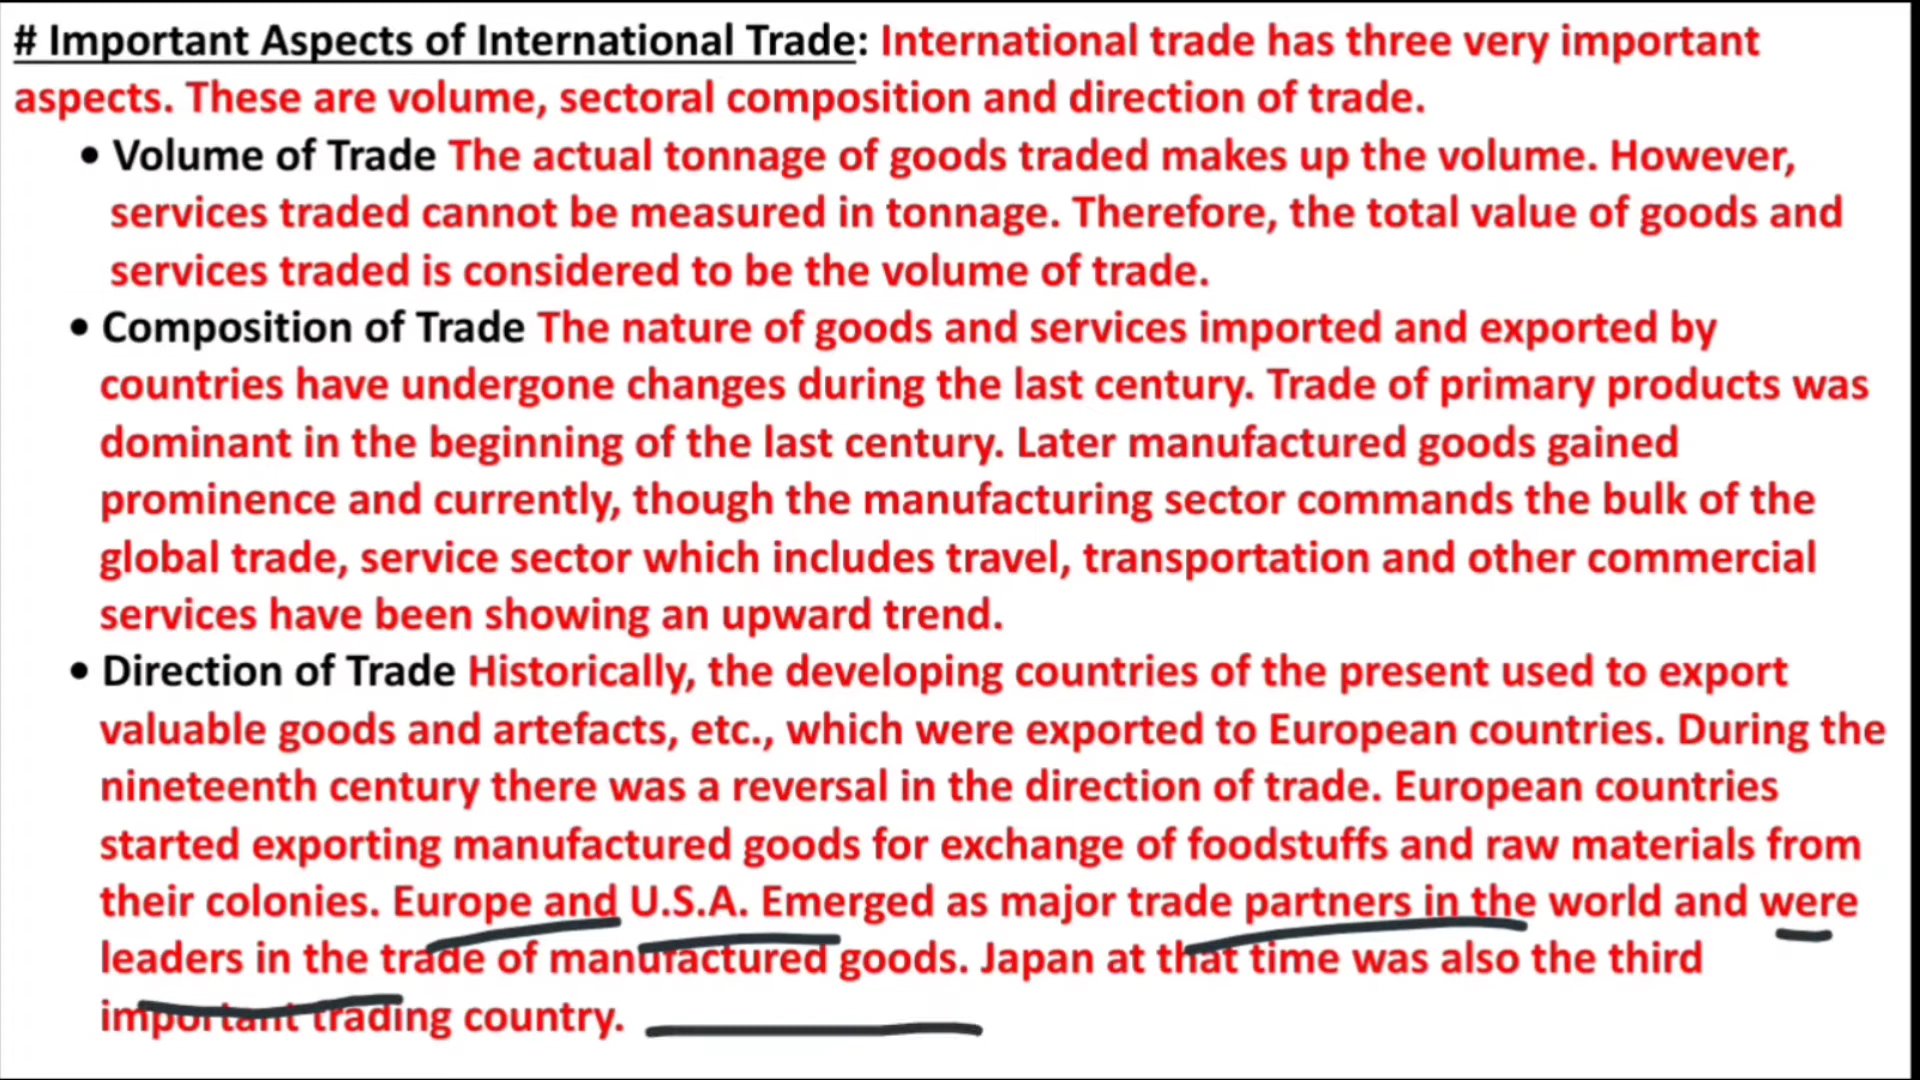 # Important Aspects of International Trade: International trade has three very important
aspects. These are volume, sectoral composition and direction of trade.
• Volume of Trade The actual tonnage of goods traded makes up the volume. However,
services traded cannot be measured in tonnage. Therefore, the total value of goods and
services traded is considered to be the volume of trade.
• Composition of Trade The nature of goods and services imported and exported by
countries have undergone changes during the last century. Trade of primary products was
dominant in the beginning of the last century. Later manufactured goods gained
prominence and currently, though the manufacturing sector commands the bulk of the
global trade, service sector which includes travel, transportation and other commercial
services have been showing an upward trend.
• Direction of Trade Historically, the developing countries of the present used to export
valuable goods and artefacts, etc., which were exported to European countries. During the
nineteenth century there was a reversal in the direction of trade. European countries
started exporting manufactured goods for exchange of foodstuffs and raw materials from
their colonies. Europe and U.S.A. Emerged as major trade partners in the world and were
leaders in the trade of manufactured goods. Japan at that time was also the third
important trading country.